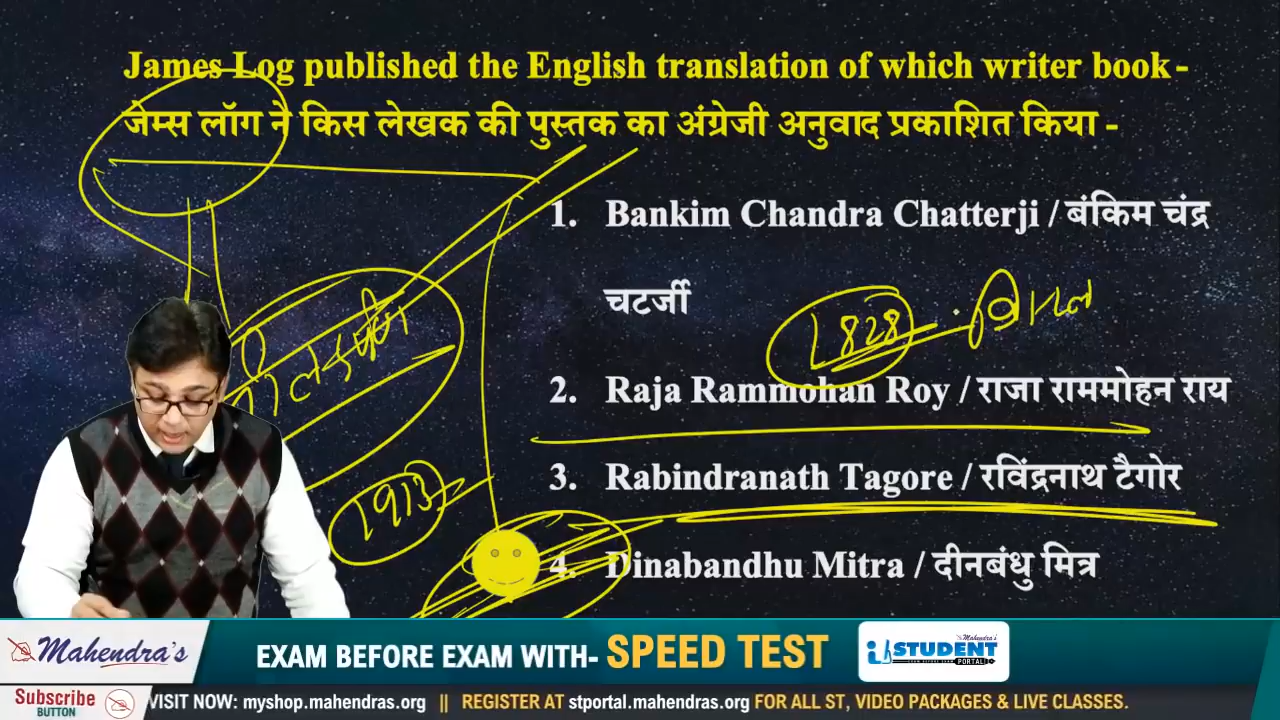 James Log published the English translation of which writer book -
जेम्स लॉग ने किस लेखक की पुस्तक का अंग्रेजी अनुवाद प्रकाशित किया -
1. Bankim Chandra Chatterji / बंकिम चंद्र
चटर्जी
1828
2. Raja Rammohan Roy / राजा राममोहन राय
3. Rabindranath Tagore / रविंद्रनाथ टैगोर
1913
4. Dinabandhu Mitra / दीनबंधु मित्र
Mahendra's
EXAM BEFORE EXAM WITH- SPEED TEST
Mahendra's
STUDENT
PORTAL
Subscribe
BUTTON
VISIT NOW: myshop.mahendras.org || REGISTER AT stportal.mahendras.org FOR ALL ST, VIDEO PACKAGES & LIVE CLASSES.